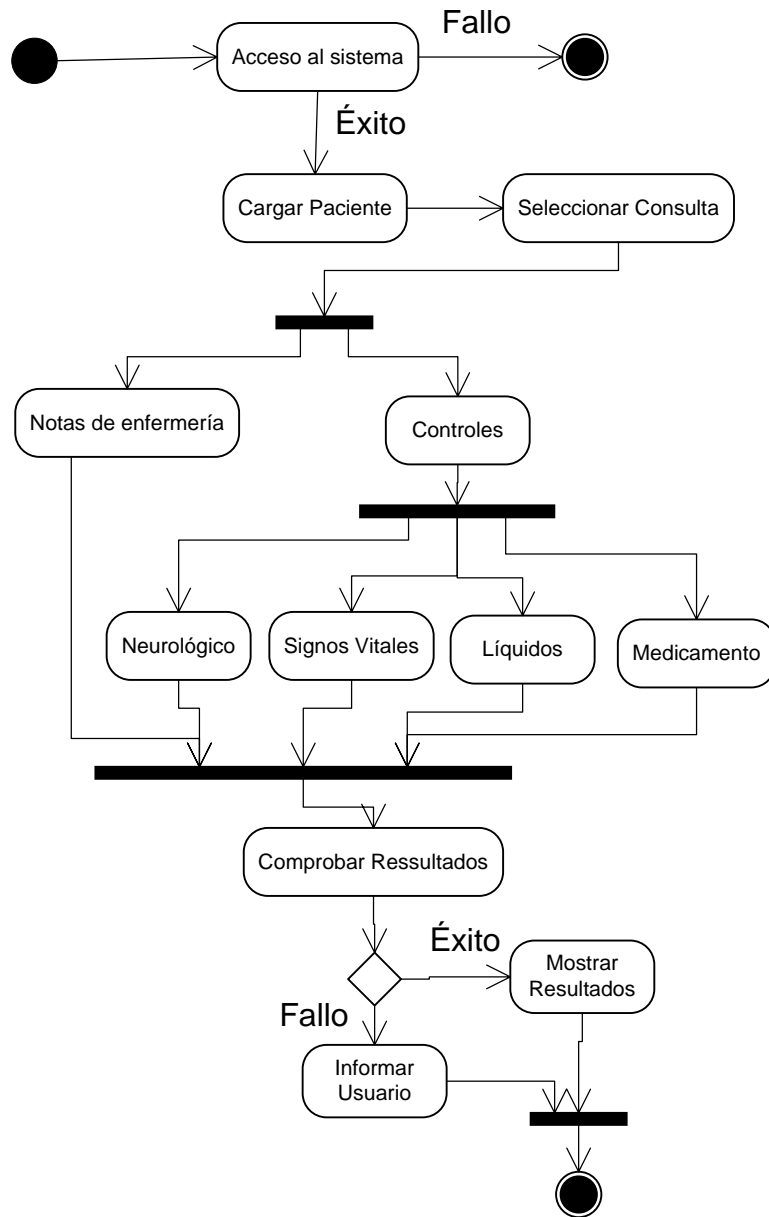 Fallo
Acceso al sistema
Éxito
Cargar Paciente
Seleccionar Consulta
Notas de enfermería
Controles
Neurológico
Signos Vitales
Líquidos
Medicamento
Comprobar Ressultados
Éxito
Mostrar
Resultados
Fallo
Informar
Usuario